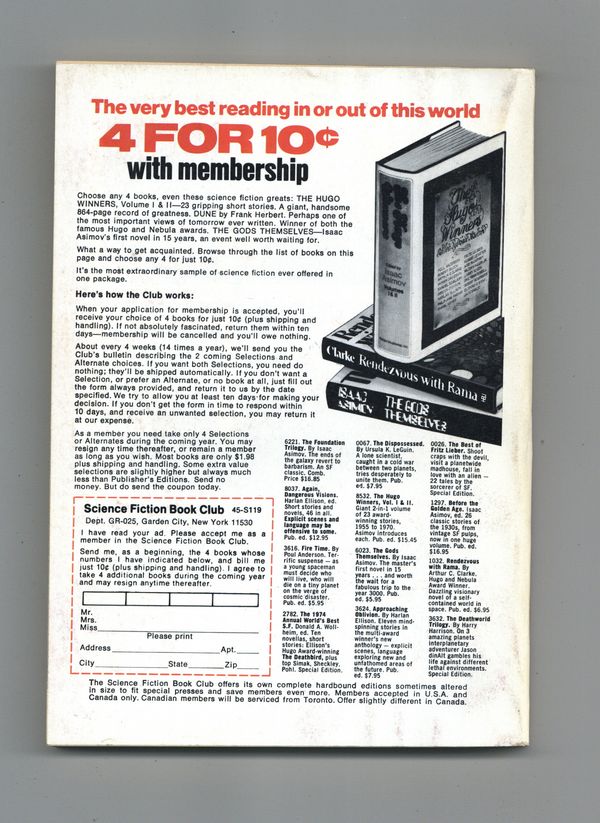 The very best reading in or out of this world
4 FOR 10¢
with membership
Choose any 4 books, even these science fiction greats: THE HUGO
WINNERS, Volume I & II—23 gripping short stories. A giant, handsome
864-page record of greatness. DUNE by Frank Herbert. Perhaps one of
the most important views of tomorrow ever written. Winner of both the
famous Hugo and Nebula awards. THE GODS THEMSELVES—Isaac
Asimov's first novel in 15 years, an event well worth waiting for.
What a way to get acquainted. Browse through the list of books on this
page and choose any 4 for just 10¢.
It's the most extraordinary sample of science fiction ever offered in
one package.
Here's how the Club works:
When your application for membership is accepted, you'll
receive your choice of 4 books for just 10¢ (plus shipping and
handling). If not absolutely fascinated, return them within ten
days—membership will be cancelled and you'll owe nothing.
About every 4 weeks (14 times a year), we'll send you the
Club's bulletin describing the 2 coming Selections and
Alternate choices. If you want both Selections, you need do
nothing; they'll be shipped automatically. If you don't want a
Selection, or prefer an Alternate, or no book at all, just fill out
the form always provided, and return it to us by the date
specified. We try to allow you at least ten days for making your
decision. If you don't get the form in time to respond within
10 days, and receive an unwanted selection, you may return it
at our expense.
As a member you need take only 4 Selections
or Alternates during the coming year. You may
resign any time thereafter, or remain a member
as long as you wish. Most books are only $1.98
plus shipping and handling. Some extra value
selections are slightly higher but always much
less than Publisher's Editions. Send no
money. But do send the coupon today.
Edited by
Isaac
Asimov
Volumes
I & II
The
Hugo
Winners
Clarke Rendezvous with Rama
ISAAC
ASIMOV
THE GODS
THEMSELVES
Science Fiction Book Club 45-S119
Dept. GR-025, Garden City, New York 11530
I have read your ad. Please accept me as a
member in the Science Fiction Book Club.
Send me, as a beginning, the 4 books whose
numbers I have indicated below, and bill me
just 10¢ (plus shipping and handling). I agree to
take 4 additional books during the coming year
and may resign anytime thereafter.
Mr.
Mrs.
Miss
Please print
Address Apt.
City State Zip
6221. The Foundation
Trilogy. By Isaac
Asimov. The ends of
the galaxy revert to
barbarism. An SF
classic. Comb.
Price $16.85
8037. Again,
Dangerous Visions.
Harlan Ellison, ed.
Short stories and
novels, 46 in all.
Explicit scenes and
language may be
offensive to some.
Pub. ed. $12.95
3616. Fire Time. By
Poul Anderson. Ter-
rific suspense — as
a young spaceman
must decide who
will live, who will
die on a tiny planet
on the verge of
cosmic disaster.
Pub. ed. $5.95
2782. The 1974
Annual World's Best
S.F. Donald A. Woll-
heim, ed. Ten
novellas, short
stories: Ellison's
Hugo Award-winning
The Deathbird, plus
top Simak, Sheckley,
Pohl. Special Edition.
0067. The Dispossessed.
By Ursula K. LeGuin.
A lone scientist,
caught in a cold war
between two planets,
tries desperately to
unite them. Pub.
ed. $7.95
8532. The Hugo
Winners, Vol. I & II.
Giant 2-in-1 volume
of 23 award-
winning stories,
1955 to 1970.
Asimov introduces
each. Pub. ed. $15.45
6023. The Gods
Themselves. By Isaac
Asimov. The master's
first novel in 15
years . . . and worth
the wait for a
fabulous trip to the
year 3000. Pub.
ed. $5.95
3624. Approaching
Oblivion. By Harlan
Ellison. Eleven mind-
spinning stories in
the multi-award
winner's new
anthology — explicit
scenes, language
exploring new and
unfathomed areas of
the future. Pub.
ed. $7.95
0026. The Best of
Fritz Lieber. Shoot
craps with the devil,
visit a planetwide
madhouse, fall in
love with an alien —
22 tales by the
sorcerer of SF.
Special Edition.
1297. Before the
Golden Age. Isaac
Asimov, ed. 26
classic stories of
the 1930s, from
vintage SF pulps,
now in one huge
volume. Pub. ed.
$16.95
1032. Rendezvous
with Rama. By
Arthur C. Clarke.
Hugo and Nebula
Award Winner.
Dazzling visionary
novel of a self-
contained world in
space. Pub. ed. $6.95
3632. The Deathworld
Trilogy. By Harry
Harrison. On 3
amazing planets
interplanetary
adventurer Jason
dinAlt gambles his
life against different
lethal environments.
Special Edition.
The Science Fiction Book Club offers its own complete hardbound editions sometimes altered
in size to fit special presses and save members even more. Members accepted in U.S.A. and
Canada only. Canadian members will be serviced from Toronto. Offer slightly different in Canada.